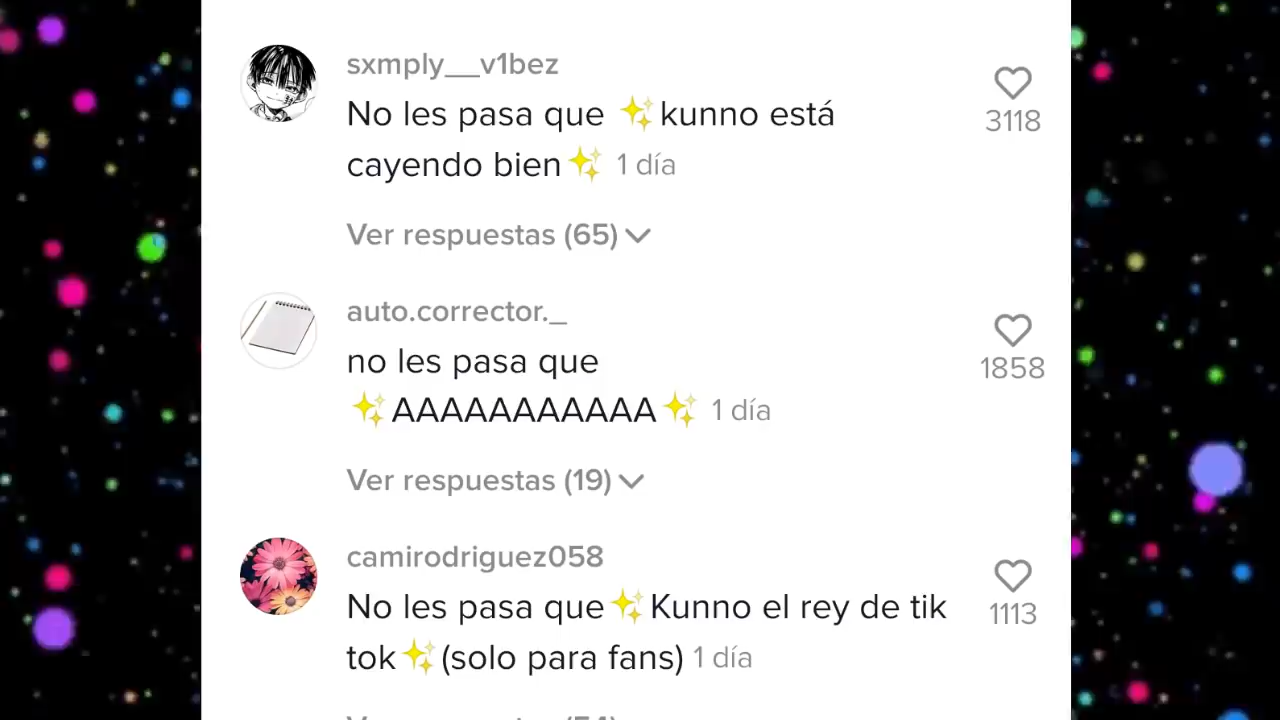 sxmply__v1bez
No les pasa que ✨kunno está
cayendo bien✨ 1 día
3118
Ver respuestas (65)
auto.corrector._
no les pasa que
✨AAAAAAAAAAA✨ 1 día
1858
Ver respuestas (19)
camirodriguez058
No les pasa que✨Kunno el rey de tik
tok✨(solo para fans) 1 día
1113